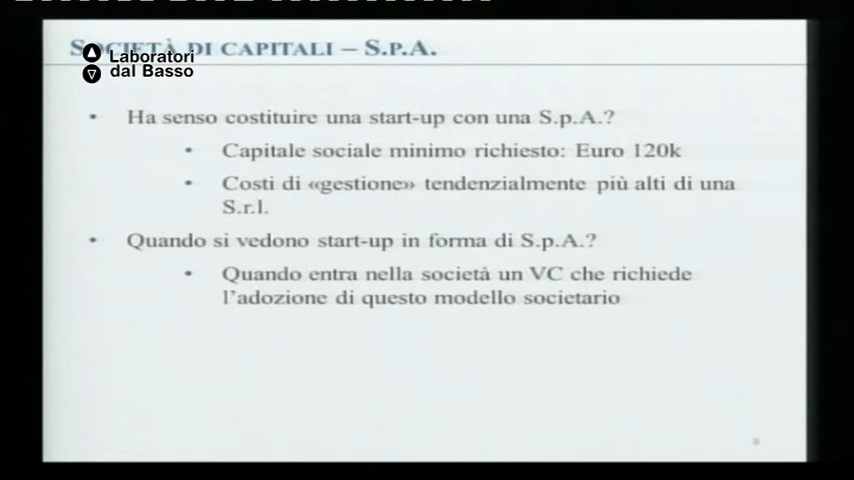 SOCIETÀ DI CAPITALI – S.P.A.
Laboratori
dal Basso
• Ha senso costituire una start-up con una S.p.A.?
• Capitale sociale minimo richiesto: Euro 120k
• Costi di «gestione» tendenzialmente più alti di una
S.r.l.
• Quando si vedono start-up in forma di S.p.A.?
• Quando entra nella società un VC che richiede
l'adozione di questo modello societario